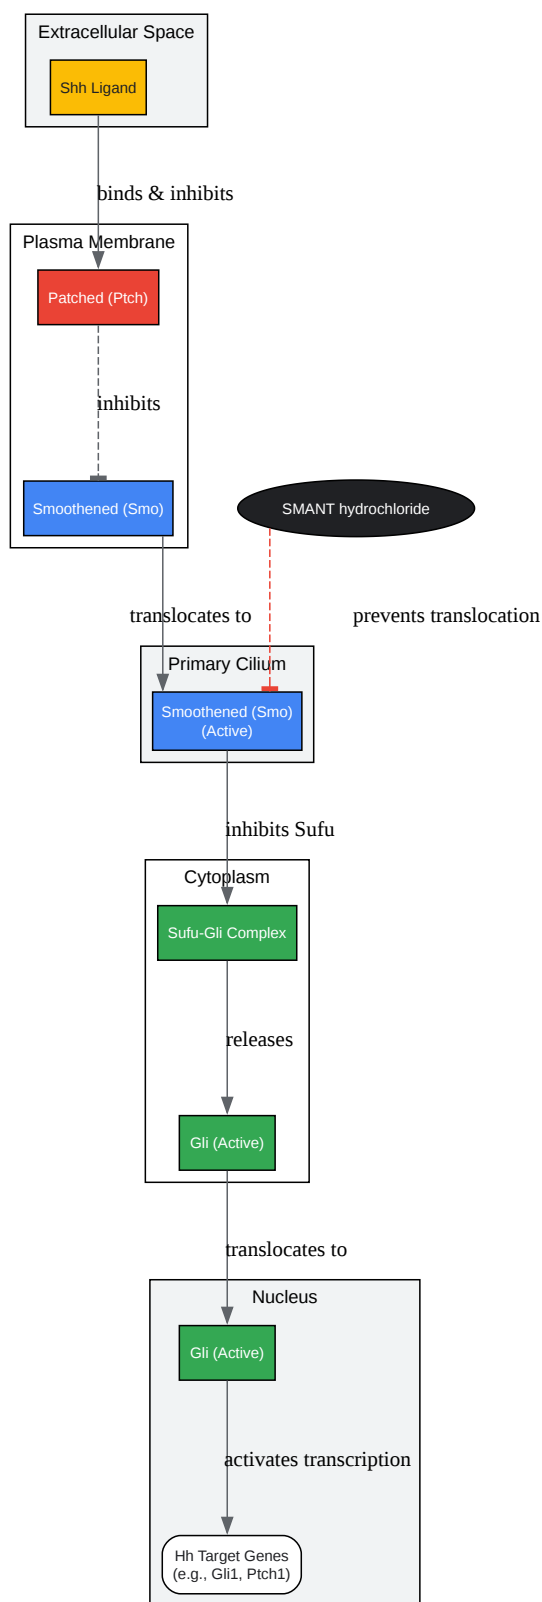 Extracellular Space
Shh Ligand
binds & inhibits
Plasma Membrane
Patched (Ptch)
inhibits
Smoothened (Smo)
SMANT hydrochloride
translocates to
prevents translocation
Primary Cilium
Smoothened (Smo)
(Active)
inhibits Sufu
Cytoplasm
Sufu-Gli Complex
releases
Gli (Active)
translocates to
Nucleus
Gli (Active)
activates transcription
Hh Target Genes
(e.g., Gli1, Ptch1)